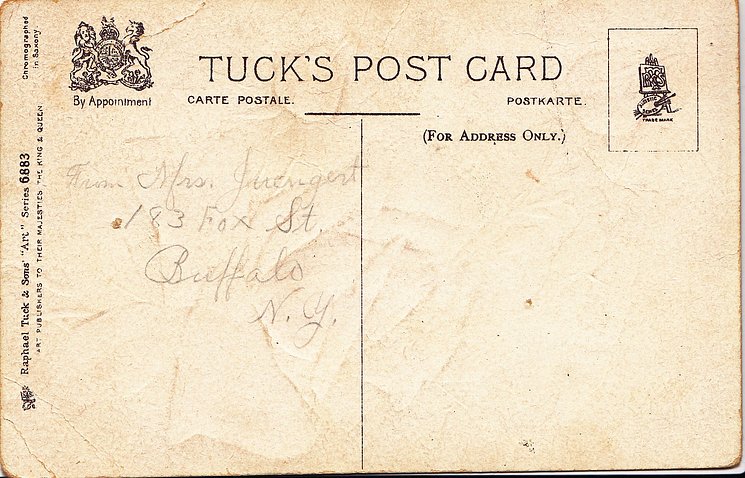 Chromographed
in Saxony
By Appointment
TUCK'S POST CARD
CARTE POSTALE.
POSTKARTE.
(FOR ADDRESS ONLY.)
TRADE MARK
Raphael Tuck & Sons' "Art" Series 6883
ART PUBLISHERS TO THEIR MAJESTIES THE KING & QUEEN
From Mrs. Juengert
183 Fox St.
Buffalo
N.Y.